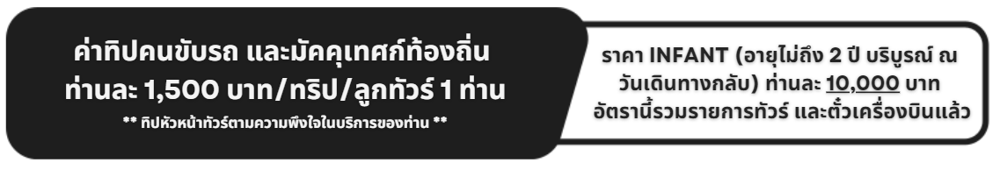 ค่าทิปคนขับรถ และมัคคุเทศก์ท้องถิ่น
ท่านละ 1,500 บาท/ทริป/ลูกทัวร์ 1 ท่าน
** ทิปหัวหน้าทัวร์ตามความพึงใจในบริการของท่าน **
ราคา INFANT (อายุไม่ถึง 2 ปี บริบูรณ์ ณ
วันเดินทางกลับ) ท่านละ 10,000 บาท
อัตรานี้รวมรายการทัวร์ และตั๋วเครื่องบินแล้ว